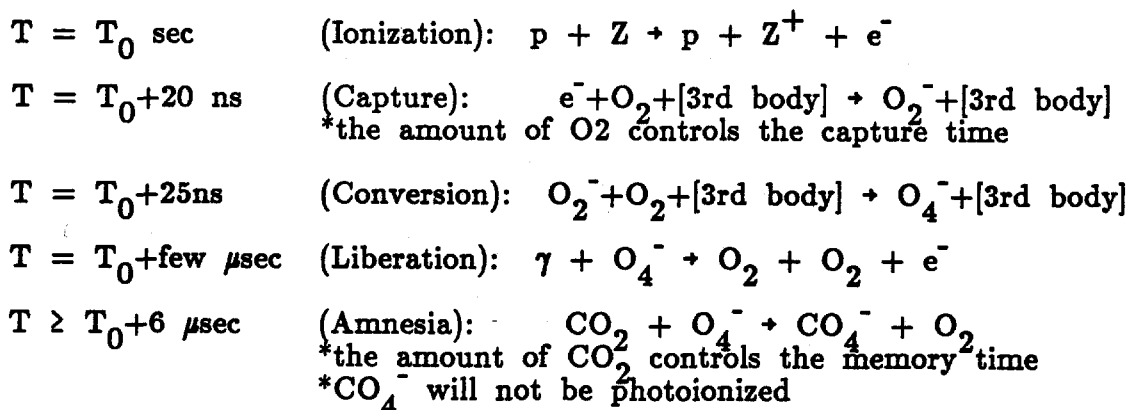 T = T₀ sec (Ionization): p + Z → p + Z⁺ + e⁻
T = T₀+20 ns (Capture): e⁻+O₂+[3rd body] → O₂⁻+[3rd body]
*the amount of O2 controls the capture time
T = T₀+25ns (Conversion): O₂⁻+O₂+[3rd body] → O₄⁻+[3rd body]
T = T₀+few μsec (Liberation): γ + O₄⁻ → O₂ + O₂ + e⁻
T ≥ T₀+6 μsec (Amnesia): CO₂ + O₄⁻ → CO₄⁻ + O₂
*the amount of CO₂ controls the memory time
*CO₄⁻ will not be photoionized